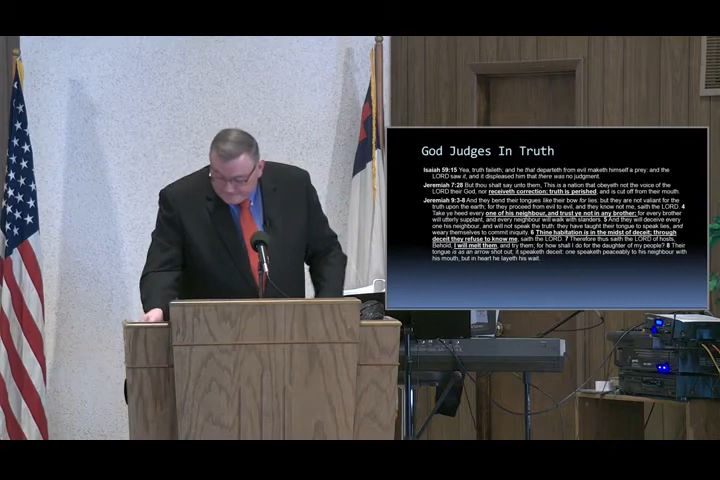 God Judges In Truth
Isaiah 59:15 Yea, truth faileth; and he that departeth from evil maketh himself a prey: and the
LORD saw it, and it displeased him that there was no judgment.
Jeremiah 7:28 But thou shalt say unto them, This is a nation that obeyeth not the voice of the
LORD their God, nor receiveth correction: truth is perished, and is cut off from their mouth.
Jeremiah 9:3-8 And they bend their tongues like their bow for lies: but they are not valiant for the
truth upon the earth; for they proceed from evil to evil, and they know not me, saith the LORD. 4
Take ye heed every one of his neighbour, and trust ye not in any brother: for every brother
will utterly supplant, and every neighbour will walk with slanders. 5 And they will deceive every
one his neighbour, and will not speak the truth: they have taught their tongue to speak lies, and
weary themselves to commit iniquity. 6 Thine habitation is in the midst of deceit; through
deceit they refuse to know me, saith the LORD. 7 Therefore thus saith the LORD of hosts,
Behold, I will melt them, and try them; for how shall I do for the daughter of my people? 8 Their
tongue is as an arrow shot out; it speaketh deceit: one speaketh peaceably to his neighbour with
his mouth, but in heart he layeth his wait.